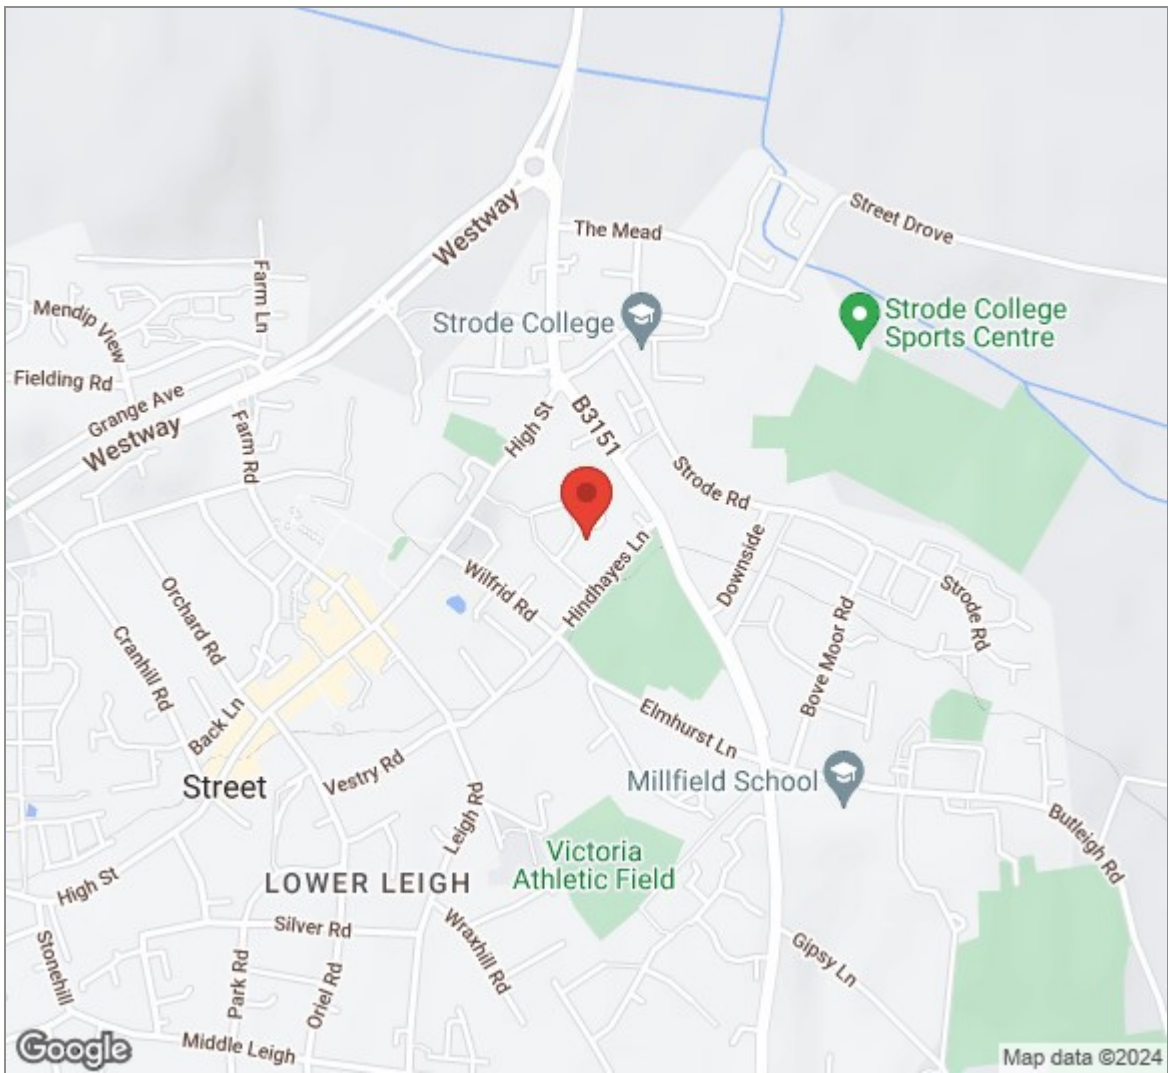 Westway
The Mead
Street Drove
Farm Ln
Mendip View
Strode College
Strode College
Sports Centre
Fielding Rd
Grange Ave
Westway
High St
B3151
Farm Rd
Strode Rd
Hindhayes Ln
Downside
Wilfrid Rd
Strode Rd
Orchard Rd
Cranhill Rd
Bove Moor Rd
Back Ln
Elmhurst Ln
Street
Vestry Rd
Millfield School
Leigh Rd
Butleigh Rd
Victoria
Athletic Field
High St
LOWER LEIGH
Silver Rd
Wraxhill Rd
Stonehill
Park Rd
Oriel Rd
Gipsy Ln
Middle Leigh
Google
Map data ©2024